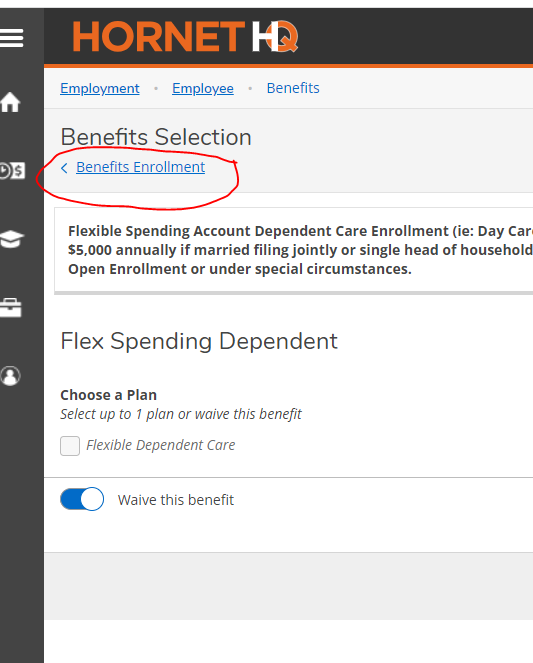 HORNET HQ
Employment • Employee • Benefits
Benefits Selection
< Benefits Enrollment
Flexible Spending Account Dependent Care Enrollment (ie: Day Car
$5,000 annually if married filing jointly or single head of household
Open Enrollment or under special circumstances.
Flex Spending Dependent
Choose a Plan
Select up to 1 plan or waive this benefit
Flexible Dependent Care
Waive this benefit